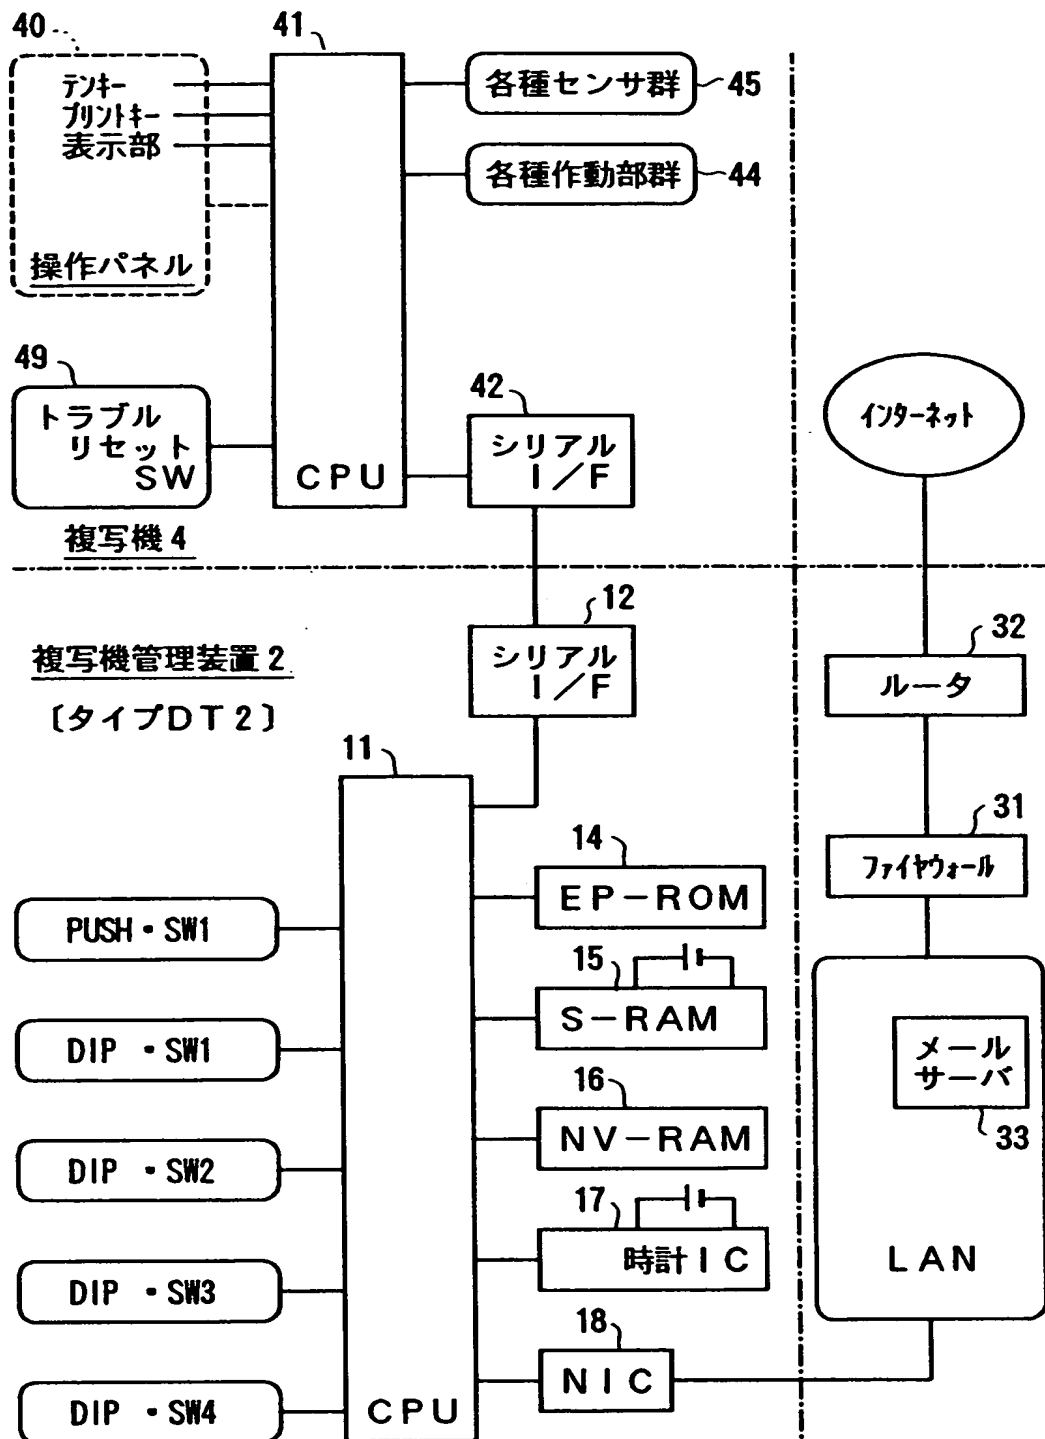 40
41
テンキー
プリントキー
表示部
操作パネル
各種センサ群
45
各種作動部群
44
49
トラブル
リセット
SW
CPU
42
シリアル
I/F
複写機4
インターネット
12
シリアル
I/F
複写機管理装置2
〔タイプDT2〕
32
ルータ
11
31
ファイヤウォール
14
EP-ROM
PUSH・SW1
15
S-RAM
DIP ・SW1
メール
サーバ
33
16
NV-RAM
DIP ・SW2
17
時計IC
LAN
DIP ・SW3
18
NIC
DIP ・SW4
CPU